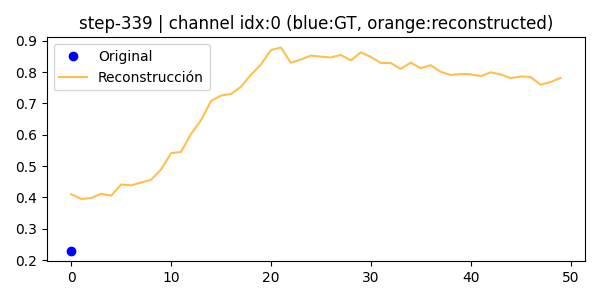 step-339 | channel idx:0 (blue:GT, orange:reconstructed)
Original
Reconstrucción
0.9
0.8
0.7
0.6
0.5
0.4
0.3
0.2
0 10 20 30 40 50